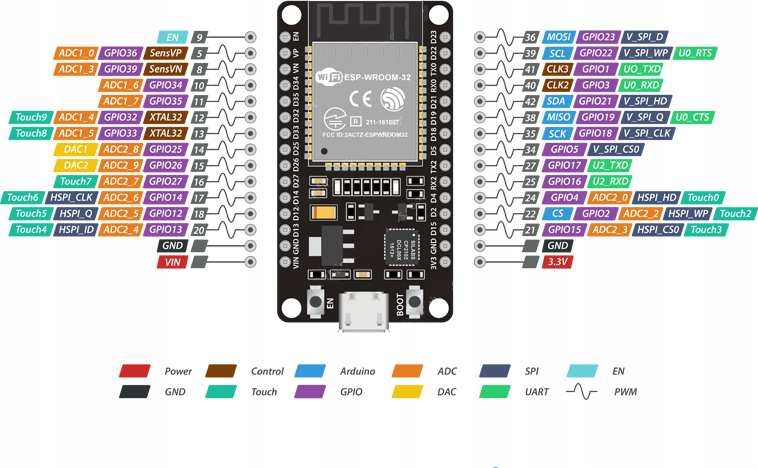 EN 9
ADC1_0 GPIO36 SensVP 5
ADC1_3 GPIO39 SensVN 8
ADC1_6 GPIO34 10
ADC1_7 GPIO35 11
Touch9 ADC1_4 GPIO32 XTAL32 12
Touch8 ADC1_5 GPIO33 XTAL32 13
DAC1 ADC2_8 GPIO25 14
DAC2 ADC2_9 GPIO26 15
Touch7 ADC2_7 GPIO27 16
Touch6 HSPI_CLK ADC2_6 GPIO14 17
Touch5 HSPI_Q ADC2_5 GPIO12 18
Touch4 HSPI_ID ADC2_4 GPIO13 20
GND
VIN
EN
VP
VN
D34
D35
D32
D33
D25
D26
D27
D14
D12
D13
GND
VIN
WiFi ESP-WROOM-32
CE
R 211-161007
FCC ID:2AC7Z-ESPWROOM32
SILABS
CP2102
EN
BOOT
D23
D22
TX0
RX0
D21
D19
D18
D5
TX2
RX2
D4
D2
D15
GND
3V3
36 MOSI GPIO23 V_SPI_D
39 SCL GPIO22 V_SPI_WP U0_RTS
41 CLK3 GPIO1 UO_TXD
40 CLK2 GPIO3 U0_RXD
42 SDA GPIO21 V_SPI_HD
38 MISO GPIO19 V_SPI_Q U0_CTS
35 SCK GPIO18 V_SPI_CLK
34 GPIO5 V_SPI_CS0
27 GPIO17 U2_TXD
25 GPIO16 U2_RXD
24 GPIO4 ADC2_0 HSPI_HD Touch0
22 CS GPIO2 ADC2_2 HSPI_WP Touch2
21 GPIO15 ADC2_3 HSPI_CS0 Touch3
GND
3.3V
Power Control Arduino ADC SPI EN
GND Touch GPIO DAC UART PWM